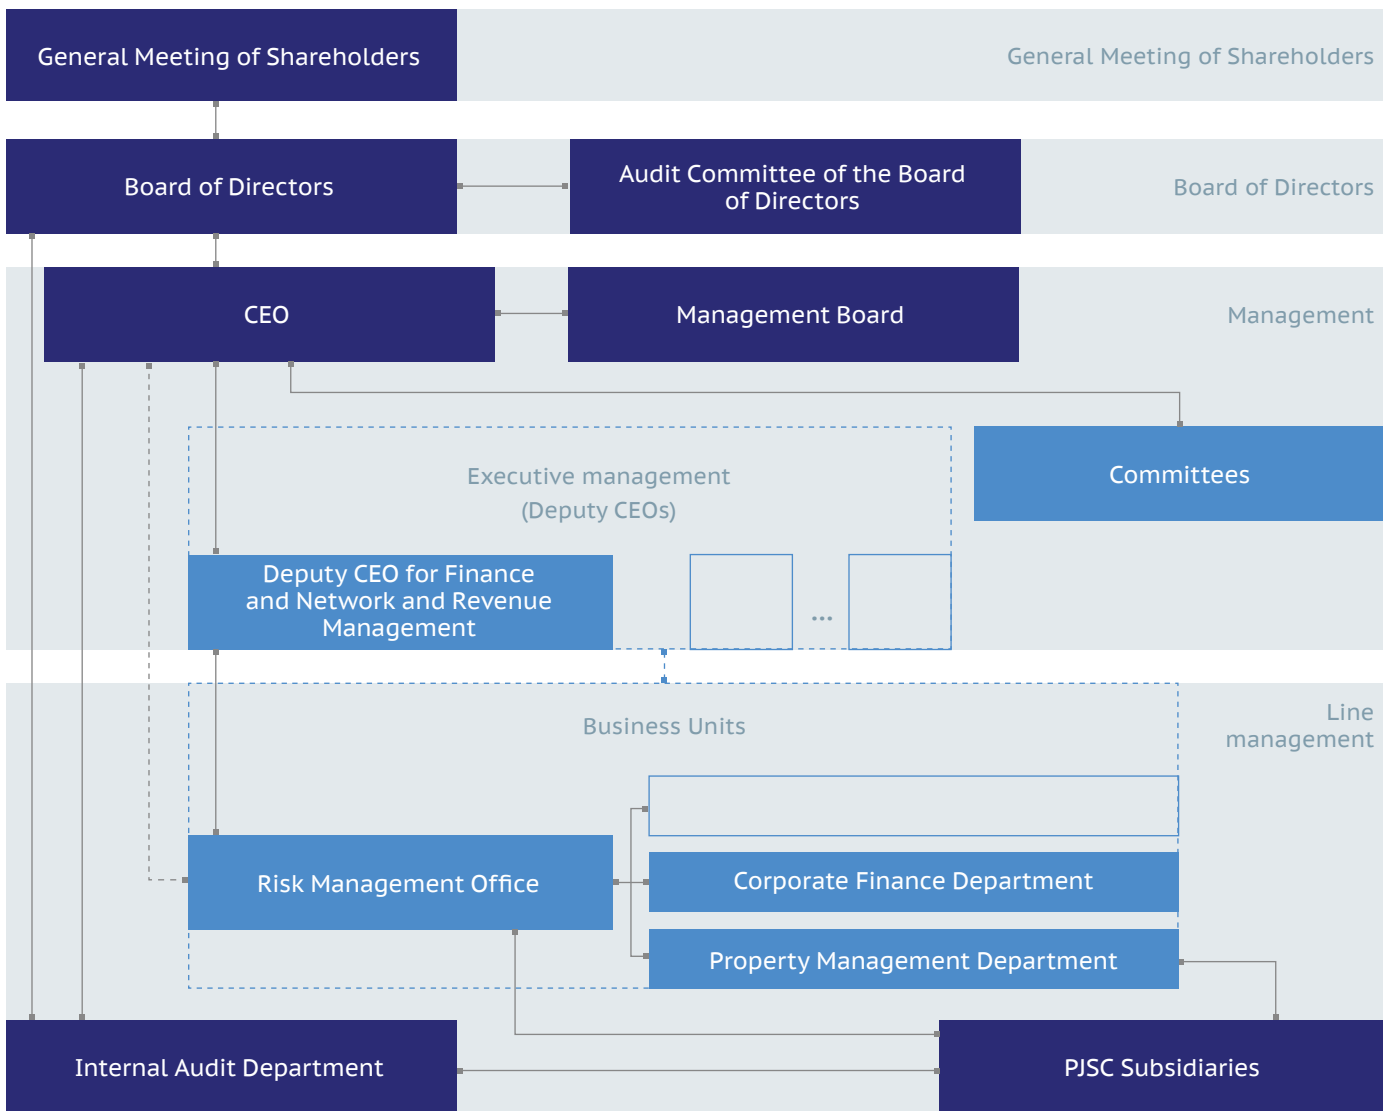 General Meeting of Shareholders
General Meeting of Shareholders
Board of Directors
Audit Committee of the Board
of Directors
Board of Directors
CEO
Management Board
Management
Executive management
(Deputy CEOs)
Committees
Deputy CEO for Finance
and Network and Revenue
Management
...
Business Units
Line
management
Risk Management Office
Corporate Finance Department
Property Management Department
Internal Audit Department
PJSC Subsidiaries